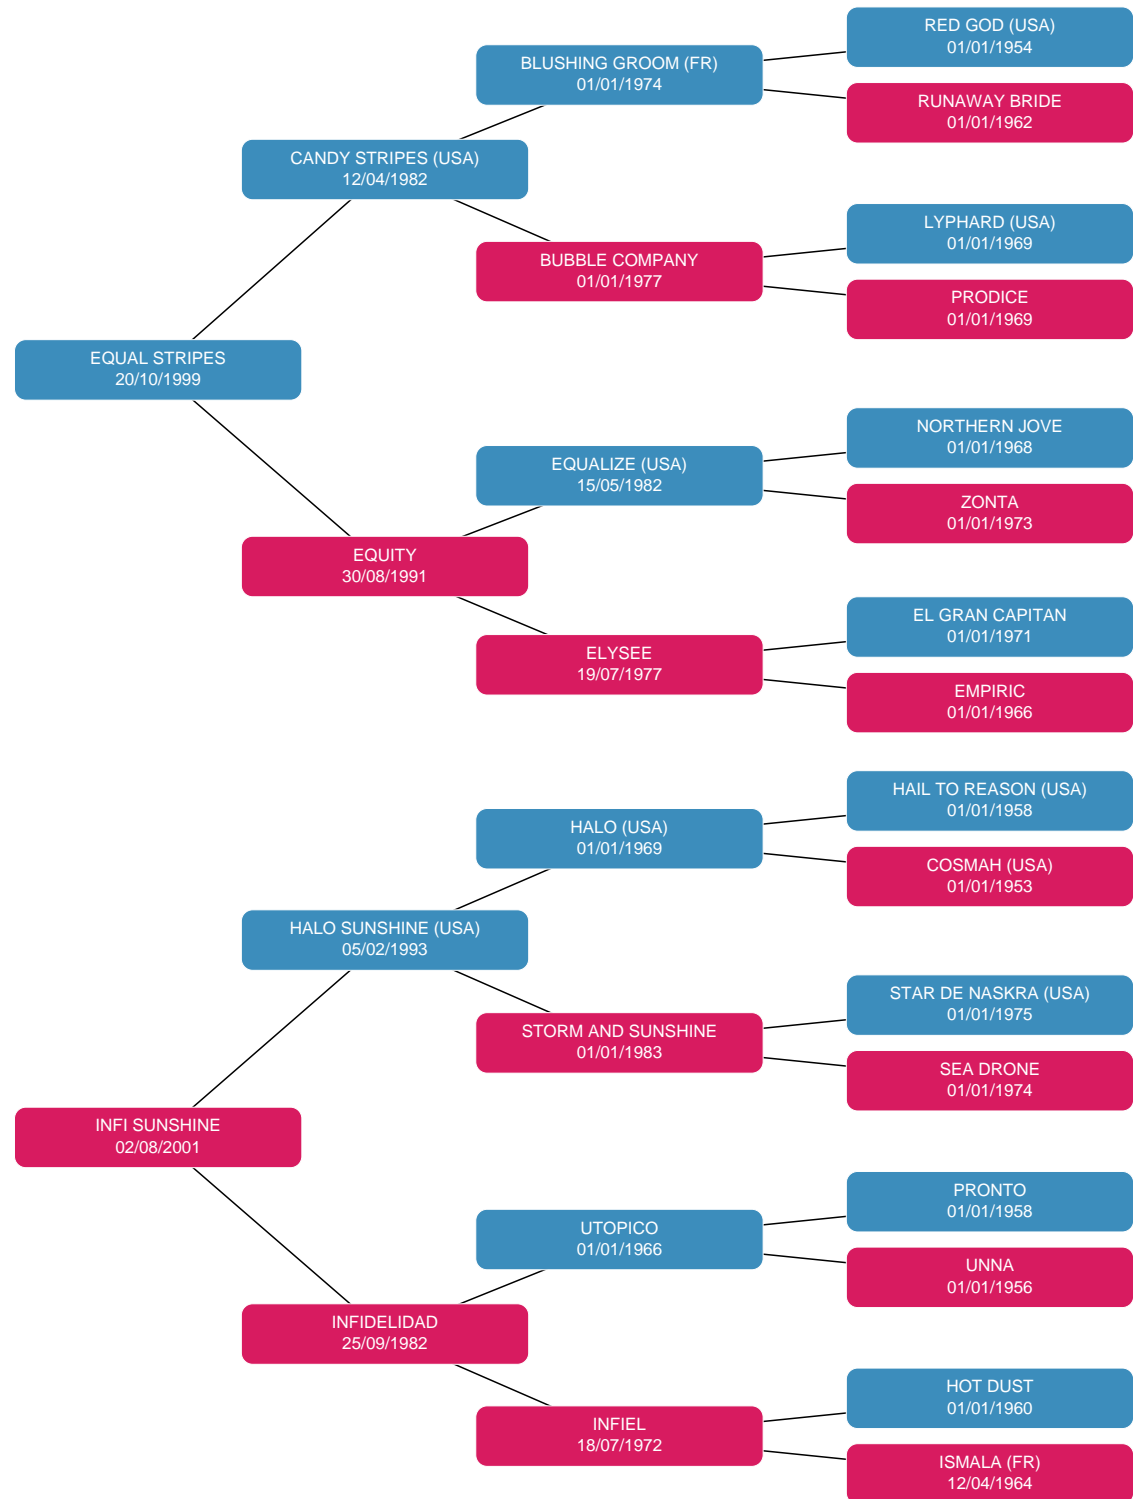 RED GOD (USA)
01/01/1954
BLUSHING GROOM (FR)
01/01/1974
RUNAWAY BRIDE
01/01/1962
CANDY STRIPES (USA)
12/04/1982
LYPHARD (USA)
01/01/1969
BUBBLE COMPANY
01/01/1977
PRODICE
01/01/1969
EQUAL STRIPES
20/10/1999
NORTHERN JOVE
01/01/1968
EQUALIZE (USA)
15/05/1982
ZONTA
01/01/1973
EQUITY
30/08/1991
EL GRAN CAPITAN
01/01/1971
ELYSEE
19/07/1977
EMPIRIC
01/01/1966
HAIL TO REASON (USA)
01/01/1958
HALO (USA)
01/01/1969
COSMAH (USA)
01/01/1953
HALO SUNSHINE (USA)
05/02/1993
STAR DE NASKRA (USA)
01/01/1975
STORM AND SUNSHINE
01/01/1983
SEA DRONE
01/01/1974
INFI SUNSHINE
02/08/2001
PRONTO
01/01/1958
UTOPICO
01/01/1966
UNNA
01/01/1956
INFIDELIDAD
25/09/1982
HOT DUST
01/01/1960
INFIEL
18/07/1972
ISMALA (FR)
12/04/1964